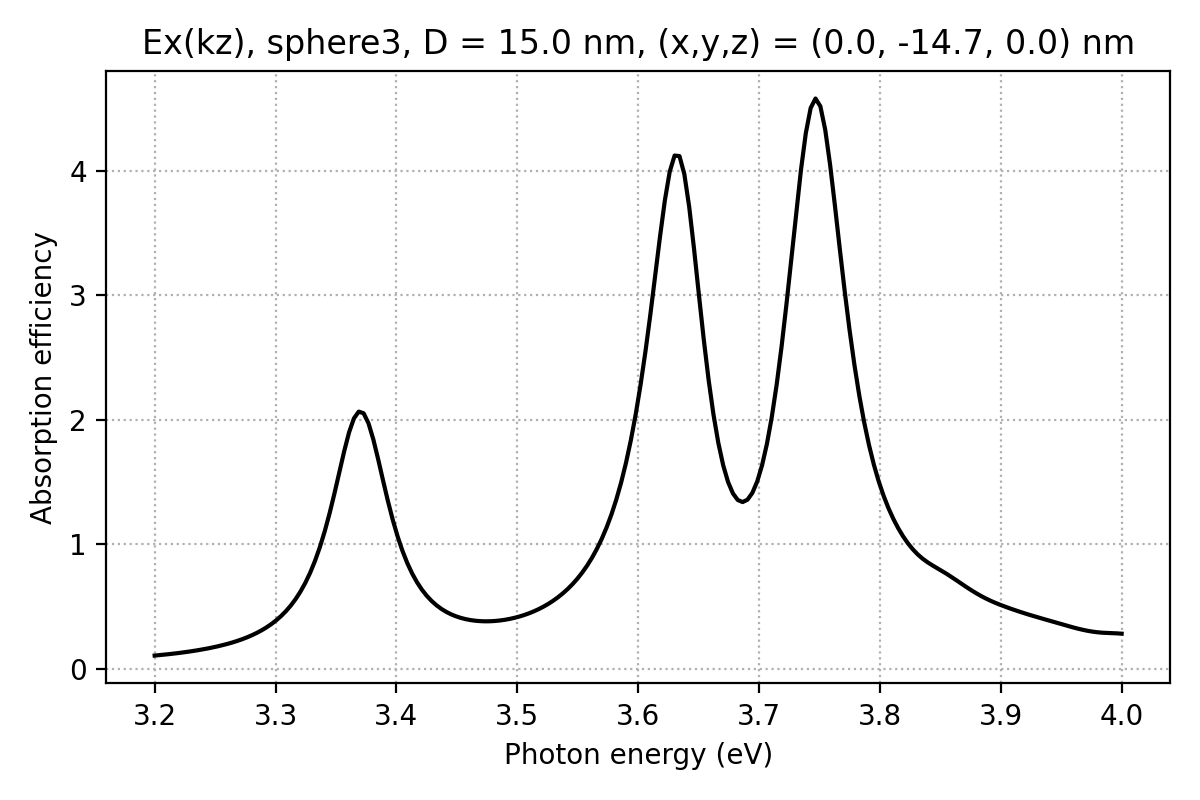 Ex(kz), sphere3, D = 15.0 nm, (x,y,z) = (0.0, -14.7, 0.0) nm
Absorption efficiency
4
3
2
1
0
3.2 3.3 3.4 3.5 3.6 3.7 3.8 3.9 4.0
Photon energy (eV)